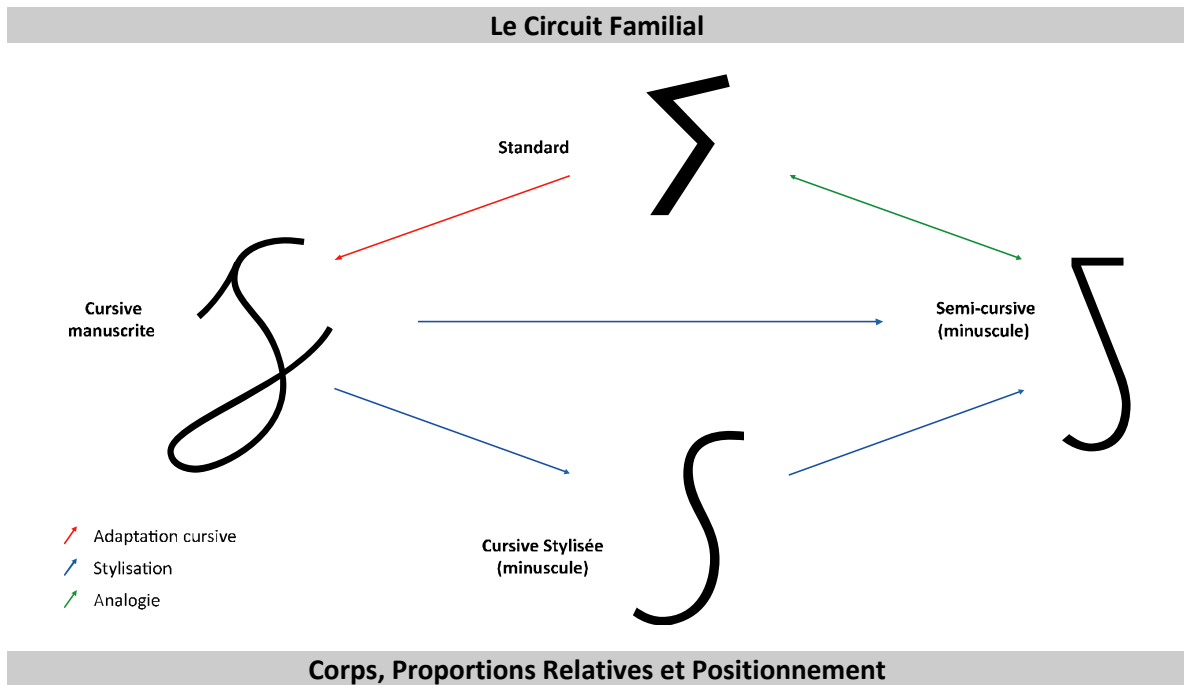 Le Circuit Familial
Standard
Cursive
manuscrite
Semi-cursive
(minuscule)
Cursive Stylisée
(minuscule)
Adaptation cursive
Stylisation
Analogie
Corps, Proportions Relatives et Positionnement